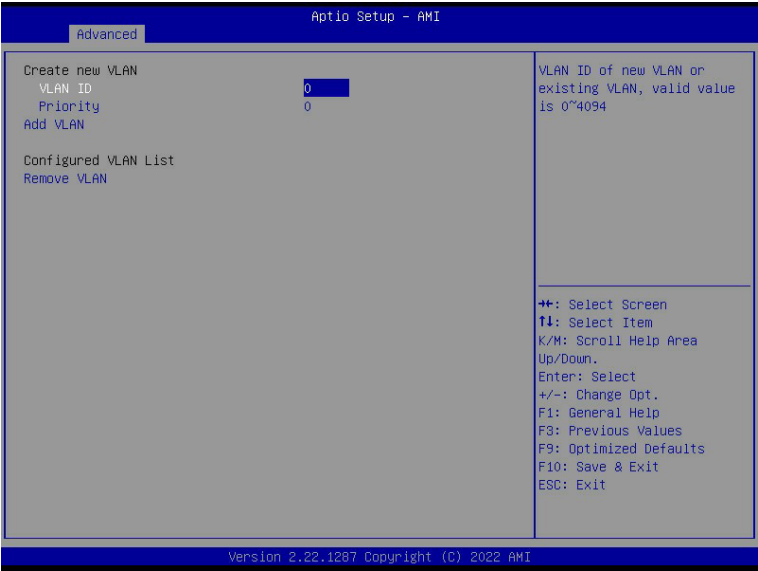 Aptio Setup – AMI
Advanced
Create new VLAN
VLAN ID 0
Priority 0
Add VLAN
Configured VLAN List
Remove VLAN
VLAN ID of new VLAN or
existing VLAN, valid value
is 0~4094
→←: Select Screen
↑↓: Select Item
K/M: Scroll Help Area
Up/Down.
Enter: Select
+/-: Change Opt.
F1: General Help
F3: Previous Values
F9: Optimized Defaults
F10: Save & Exit
ESC: Exit
Version 2.22.1287 Copyright (C) 2022 AMI